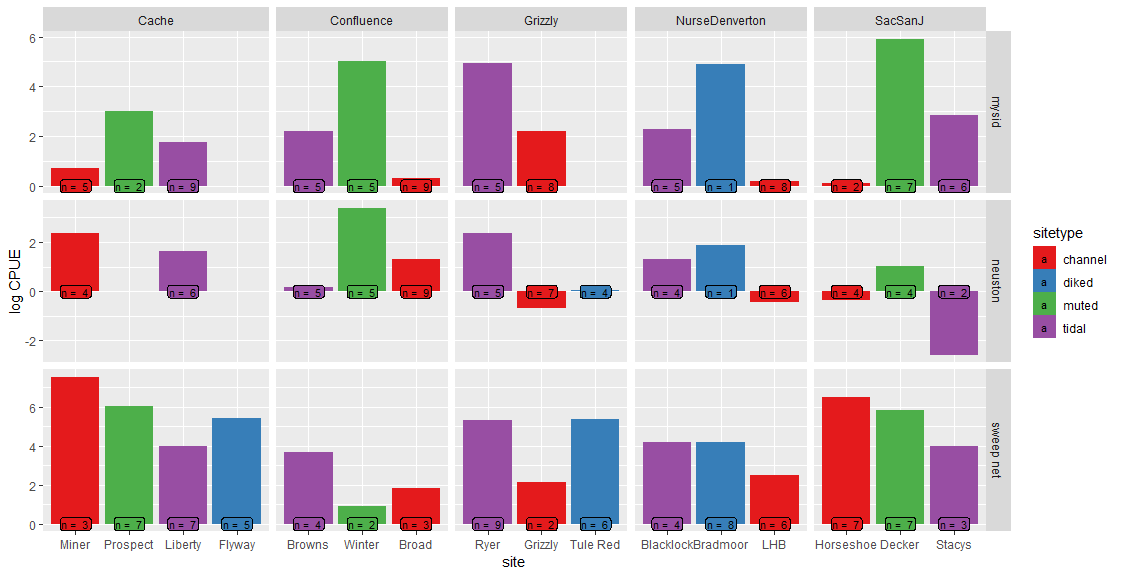 Cache Confluence Grizzly NurseDenverton SacSanJ
6
4
2
0
n = 5 n = 2 n = 9 n = 5 n = 5 n = 9 n = 5 n = 8 n = 5 n = 1 n = 8 n = 2 n = 7 n = 6
mysid
log CPUE
2
0
-2
n = 4 n = 6 n = 5 n = 5 n = 9 n = 5 n = 7 n = 4 n = 4 n = 1 n = 6 n = 4 n = 4 n = 2
neuston
6
4
2
0
n = 3 n = 7 n = 7 n = 5 n = 4 n = 2 n = 3 n = 9 n = 2 n = 6 n = 4 n = 8 n = 6 n = 7 n = 7 n = 3
sweep net
Miner Prospect Liberty Flyway Browns Winter Broad Ryer Grizzly Tule Red Blacklock Bradmoor LHB Horseshoe Decker Stacys
site
sitetype
a channel
a diked
a muted
a tidal